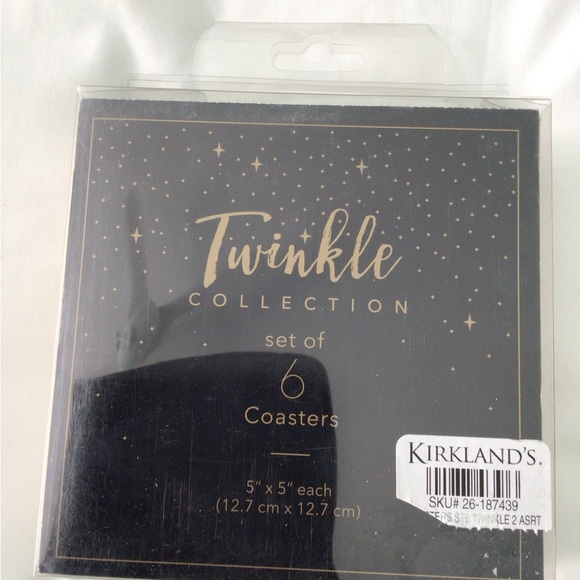 Twinkle
COLLECTION
set of
6
Coasters
5" x 5" each
(12.7 cm x 12.7 cm)
KIRKLAND'S.
SKU# 26-187439
TWINKLE 2 ASRT